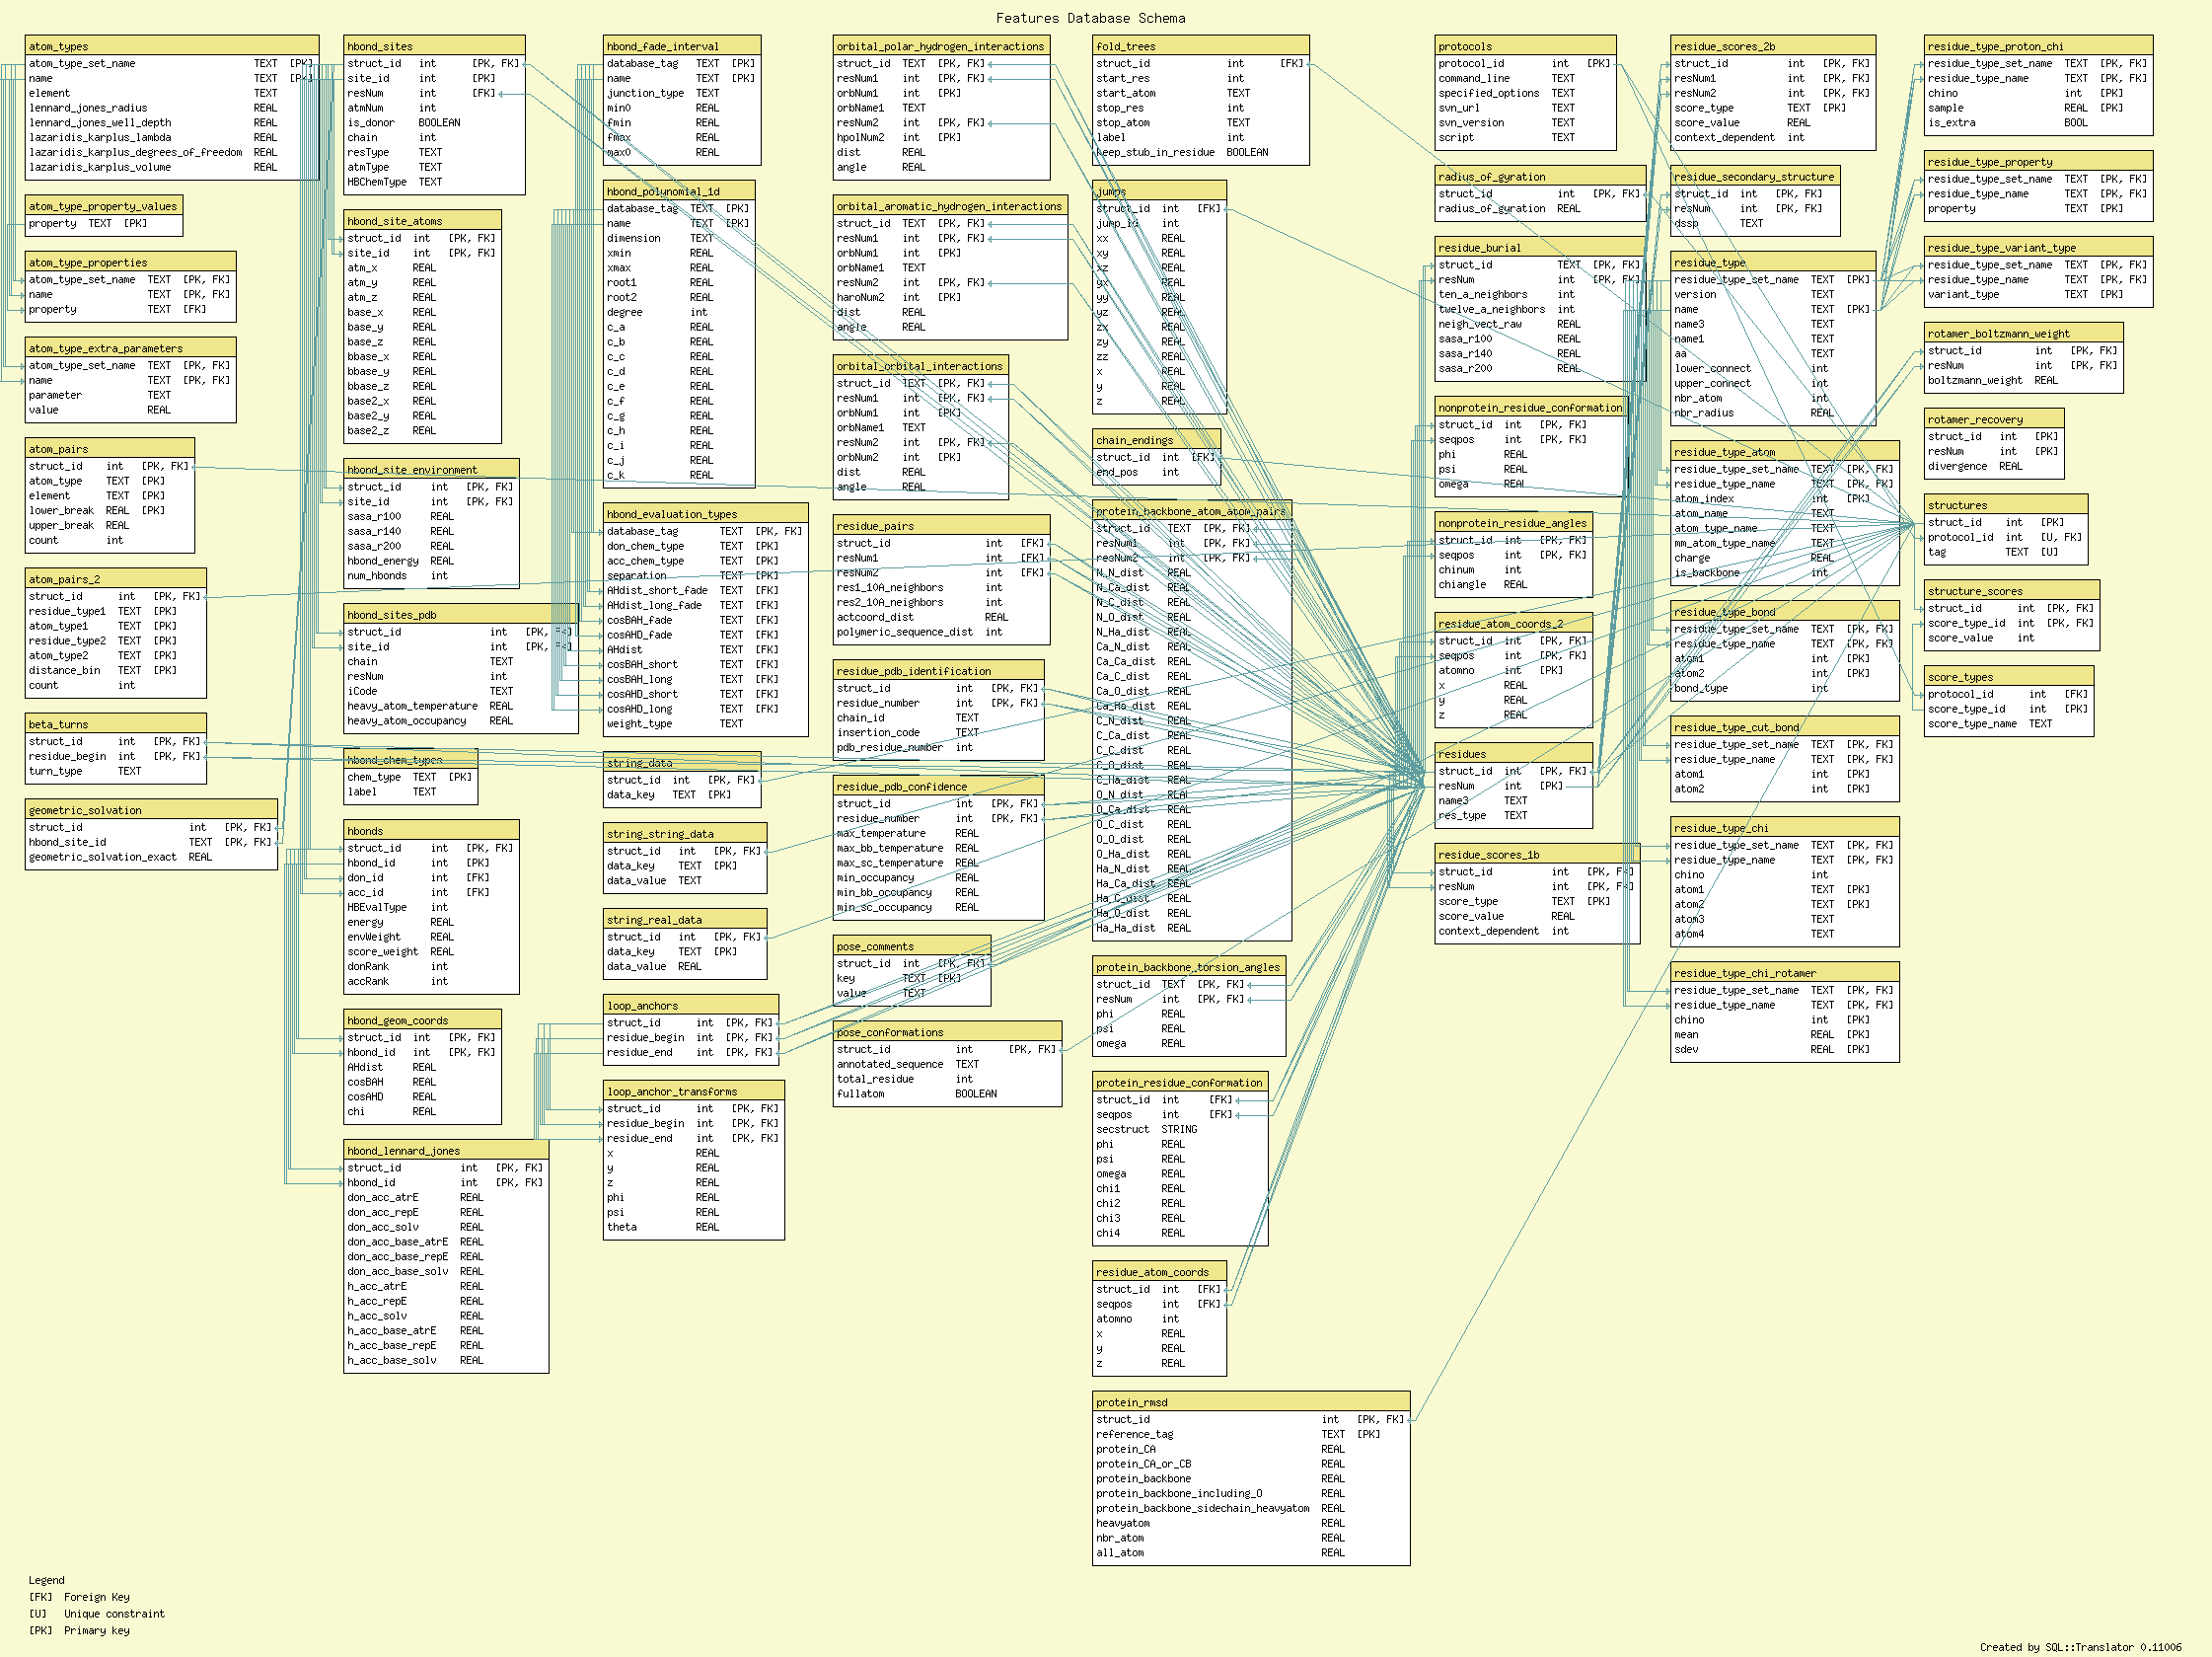 Features Database Schema
atom_types
atom_type_set_name TEXT [PK]
name TEXT [PK]
element TEXT
lennard_jones_radius REAL
lennard_jones_well_depth REAL
lazaridis_karplus_lambda REAL
lazaridis_karplus_degrees_of_freedom REAL
lazaridis_karplus_volume REAL
atom_type_property_values
property TEXT [PK]
atom_type_properties
atom_type_set_name TEXT [PK, FK]
name TEXT [PK, FK]
property TEXT [FK]
atom_type_extra_parameters
atom_type_set_name TEXT [PK, FK]
name TEXT [PK, FK]
parameter TEXT
value REAL
atom_pairs
struct_id int [PK, FK]
atom_type TEXT [PK]
element TEXT [PK]
lower_break REAL [PK]
upper_break REAL
count int
atom_pairs_2
struct_id int [PK, FK]
residue_type1 TEXT [PK]
atom_type1 TEXT [PK]
residue_type2 TEXT [PK]
atom_type2 TEXT [PK]
distance_bin TEXT [PK]
count int
beta_turns
struct_id int [PK, FK]
residue_begin int [PK, FK]
turn_type TEXT
geometric_solvation
struct_id int [PK, FK]
hbond_site_id TEXT [PK, FK]
geometric_solvation_exact REAL
hbond_sites
struct_id int [PK, FK]
site_id int [PK]
resNum int [FK]
atmNum int
is_donor BOOLEAN
chain int
resType TEXT
atmType TEXT
HBChemType TEXT
hbond_site_atoms
struct_id int [PK, FK]
site_id int [PK, FK]
atm_x REAL
atm_y REAL
atm_z REAL
base_x REAL
base_y REAL
base_z REAL
bbase_x REAL
bbase_y REAL
bbase_z REAL
base2_x REAL
base2_y REAL
base2_z REAL
hbond_site_environment
struct_id int [PK, FK]
site_id int [PK, FK]
sasa_r100 REAL
sasa_r140 REAL
sasa_r200 REAL
hbond_energy REAL
num_hbonds int
hbond_sites_pdb
struct_id int [PK, FK]
site_id int [PK, FK]
chain TEXT
resNum int
iCode TEXT
heavy_atom_temperature REAL
heavy_atom_occupancy REAL
hbond_chem_types
chem_type TEXT [PK]
label TEXT
hbonds
struct_id int [PK, FK]
hbond_id int [PK]
don_id int [FK]
acc_id int [FK]
HBEvalType int
energy REAL
envWeight REAL
score_weight REAL
donRank int
accRank int
hbond_geom_coords
struct_id int [PK, FK]
hbond_id int [PK, FK]
AHdist REAL
cosBAH REAL
cosAHD REAL
chi REAL
hbond_lennard_jones
struct_id int [PK, FK]
hbond_id int [PK, FK]
don_acc_atrE REAL
don_acc_repE REAL
don_acc_solv REAL
don_acc_base_atrE REAL
don_acc_base_repE REAL
don_acc_base_solv REAL
h_acc_atrE REAL
h_acc_repE REAL
h_acc_solv REAL
h_acc_base_atrE REAL
h_acc_base_repE REAL
h_acc_base_solv REAL
hbond_fade_interval
database_tag TEXT [PK]
name TEXT [PK]
junction_type TEXT
min0 REAL
fmin REAL
fmax REAL
max0 REAL
hbond_polynomial_1d
database_tag TEXT [PK]
name TEXT [PK]
dimension TEXT
xmin REAL
xmax REAL
root1 REAL
root2 REAL
degree int
c_a REAL
c_b REAL
c_c REAL
c_d REAL
c_e REAL
c_f REAL
c_g REAL
c_h REAL
c_i REAL
c_j REAL
c_k REAL
hbond_evaluation_types
database_tag TEXT [PK, FK]
don_chem_type TEXT [PK]
acc_chem_type TEXT [PK]
separation TEXT [PK]
AHdist_short_fade TEXT [FK]
AHdist_long_fade TEXT [FK]
cosBAH_fade TEXT [FK]
cosAHD_fade TEXT [FK]
AHdist TEXT [FK]
cosBAH_short TEXT [FK]
cosBAH_long TEXT [FK]
cosAHD_short TEXT [FK]
cosAHD_long TEXT [FK]
weight_type TEXT
string_data
struct_id int [PK, FK]
data_key TEXT [PK]
string_string_data
struct_id int [PK, FK]
data_key TEXT [PK]
data_value TEXT
string_real_data
struct_id int [PK, FK]
data_key TEXT [PK]
data_value REAL
loop_anchors
struct_id int [PK, FK]
residue_begin int [PK, FK]
residue_end int [PK, FK]
loop_anchor_transforms
struct_id int [PK, FK]
residue_begin int [PK, FK]
residue_end int [PK, FK]
x REAL
y REAL
z REAL
phi REAL
psi REAL
theta REAL
orbital_polar_hydrogen_interactions
struct_id TEXT [PK, FK]
resNum1 int [PK, FK]
orbNum1 int [PK]
orbName1 TEXT
resNum2 int [PK, FK]
hpolNum2 int [PK]
dist REAL
angle REAL
orbital_aromatic_hydrogen_interactions
struct_id TEXT [PK, FK]
resNum1 int [PK, FK]
orbNum1 int [PK]
orbName1 TEXT
resNum2 int [PK, FK]
haroNum2 int [PK]
dist REAL
angle REAL
orbital_orbital_interactions
struct_id TEXT [PK, FK]
resNum1 int [PK, FK]
orbNum1 int [PK]
orbName1 TEXT
resNum2 int [PK, FK]
orbNum2 int [PK]
dist REAL
angle REAL
residue_pairs
struct_id int [FK]
resNum1 int [FK]
resNum2 int [FK]
res1_10A_neighbors int
res2_10A_neighbors int
actcoord_dist REAL
polymeric_sequence_dist int
residue_pdb_identification
struct_id int [PK, FK]
residue_number int [PK, FK]
chain_id TEXT
insertion_code TEXT
pdb_residue_number int
residue_pdb_confidence
struct_id int [PK, FK]
residue_number int [PK, FK]
max_temperature REAL
max_bb_temperature REAL
max_sc_temperature REAL
min_occupancy REAL
min_bb_occupancy REAL
min_sc_occupancy REAL
pose_comments
struct_id int [PK, FK]
key TEXT [PK]
value TEXT
pose_conformations
struct_id int [PK, FK]
annotated_sequence TEXT
total_residue int
fullatom BOOLEAN
fold_trees
struct_id int [FK]
start_res int
start_atom TEXT
stop_res int
stop_atom TEXT
label int
keep_stub_in_residue BOOLEAN
jumps
struct_id int [FK]
jump_id int
xx REAL
xy REAL
xz REAL
yx REAL
yy REAL
yz REAL
zx REAL
zy REAL
zz REAL
x REAL
y REAL
z REAL
chain_endings
struct_id int [FK]
end_pos int
protein_backbone_atom_atom_pairs
struct_id TEXT [PK, FK]
resNum1 int [PK, FK]
resNum2 int [PK, FK]
N_N_dist REAL
N_Ca_dist REAL
N_C_dist REAL
N_O_dist REAL
N_Ha_dist REAL
Ca_N_dist REAL
Ca_Ca_dist REAL
Ca_C_dist REAL
Ca_O_dist REAL
Ca_Ha_dist REAL
C_N_dist REAL
C_Ca_dist REAL
C_C_dist REAL
C_O_dist REAL
C_Ha_dist REAL
O_N_dist REAL
O_Ca_dist REAL
O_C_dist REAL
O_O_dist REAL
O_Ha_dist REAL
Ha_N_dist REAL
Ha_Ca_dist REAL
Ha_C_dist REAL
Ha_O_dist REAL
Ha_Ha_dist REAL
protein_backbone_torsion_angles
struct_id TEXT [PK, FK]
resNum int [PK, FK]
phi REAL
psi REAL
omega REAL
protein_residue_conformation
struct_id int [FK]
seqpos int [FK]
secstruct STRING
phi REAL
psi REAL
omega REAL
chi1 REAL
chi2 REAL
chi3 REAL
chi4 REAL
residue_atom_coords
struct_id int [FK]
seqpos int [FK]
atomno int
x REAL
y REAL
z REAL
protein_rmsd
struct_id int [PK, FK]
reference_tag TEXT [PK]
protein_CA REAL
protein_CA_or_CB REAL
protein_backbone REAL
protein_backbone_including_O REAL
protein_backbone_sidechain_heavyatom REAL
heavyatom REAL
nbr_atom REAL
all_atom REAL
protocols
protocol_id int [PK]
command_line TEXT
specified_options TEXT
svn_url TEXT
svn_version TEXT
script TEXT
radius_of_gyration
struct_id int [PK, FK]
radius_of_gyration REAL
residue_burial
struct_id TEXT [PK, FK]
resNum int [PK, FK]
ten_a_neighbors int
twelve_a_neighbors int
neigh_vect_raw REAL
sasa_r100 REAL
sasa_r140 REAL
sasa_r200 REAL
nonprotein_residue_conformation
struct_id int [PK, FK]
seqpos int [PK, FK]
phi REAL
psi REAL
omega REAL
nonprotein_residue_angles
struct_id int [PK, FK]
seqpos int [PK, FK]
chinum int
chiangle REAL
residue_atom_coords_2
struct_id int [PK, FK]
seqpos int [PK, FK]
atomno int [PK]
x REAL
y REAL
z REAL
residues
struct_id int [PK, FK]
resNum int [PK]
name3 TEXT
res_type TEXT
residue_scores_1b
struct_id int [PK, FK]
resNum int [PK, FK]
score_type TEXT [PK]
score_value REAL
context_dependent int
residue_scores_2b
struct_id int [PK, FK]
resNum1 int [PK, FK]
resNum2 int [PK, FK]
score_type TEXT [PK]
score_value REAL
context_dependent int
residue_secondary_structure
struct_id int [PK, FK]
resNum int [PK, FK]
dssp TEXT
residue_type
residue_type_set_name TEXT [PK]
version TEXT
name TEXT [PK]
name3 TEXT
name1 TEXT
aa TEXT
lower_connect int
upper_connect int
nbr_atom int
nbr_radius REAL
residue_type_atom
residue_type_set_name TEXT [PK, FK]
residue_type_name TEXT [PK, FK]
atom_index int [PK]
atom_name TEXT
atom_type_name TEXT
mm_atom_type_name TEXT
charge REAL
is_backbone int
residue_type_bond
residue_type_set_name TEXT [PK, FK]
residue_type_name TEXT [PK, FK]
atom1 int [PK]
atom2 int [PK]
bond_type int
residue_type_cut_bond
residue_type_set_name TEXT [PK, FK]
residue_type_name TEXT [PK, FK]
atom1 int [PK]
atom2 int [PK]
residue_type_chi
residue_type_set_name TEXT [PK, FK]
residue_type_name TEXT [PK, FK]
chino int
atom1 TEXT [PK]
atom2 TEXT [PK]
atom3 TEXT
atom4 TEXT
residue_type_chi_rotamer
residue_type_set_name TEXT [PK, FK]
residue_type_name TEXT [PK, FK]
chino int [PK]
mean REAL [PK]
sdev REAL [PK]
residue_type_proton_chi
residue_type_set_name TEXT [PK, FK]
residue_type_name TEXT [PK, FK]
chino int [PK]
sample REAL [PK]
is_extra BOOL
residue_type_property
residue_type_set_name TEXT [PK, FK]
residue_type_name TEXT [PK, FK]
property TEXT [PK]
residue_type_variant_type
residue_type_set_name TEXT [PK, FK]
residue_type_name TEXT [PK, FK]
variant_type TEXT [PK]
rotamer_boltzmann_weight
struct_id int [PK, FK]
resNum int [PK, FK]
boltzmann_weight REAL
rotamer_recovery
struct_id int [PK]
resNum int [PK]
divergence REAL
structures
struct_id int [PK]
protocol_id int [U, FK]
tag TEXT [U]
structure_scores
struct_id int [PK, FK]
score_type_id int [PK, FK]
score_value int
score_types
protocol_id int [FK]
score_type_id int [PK]
score_type_name TEXT
Legend
[FK] Foreign Key
[U] Unique constraint
[PK] Primary key
Created by SQL::Translator 0.11006